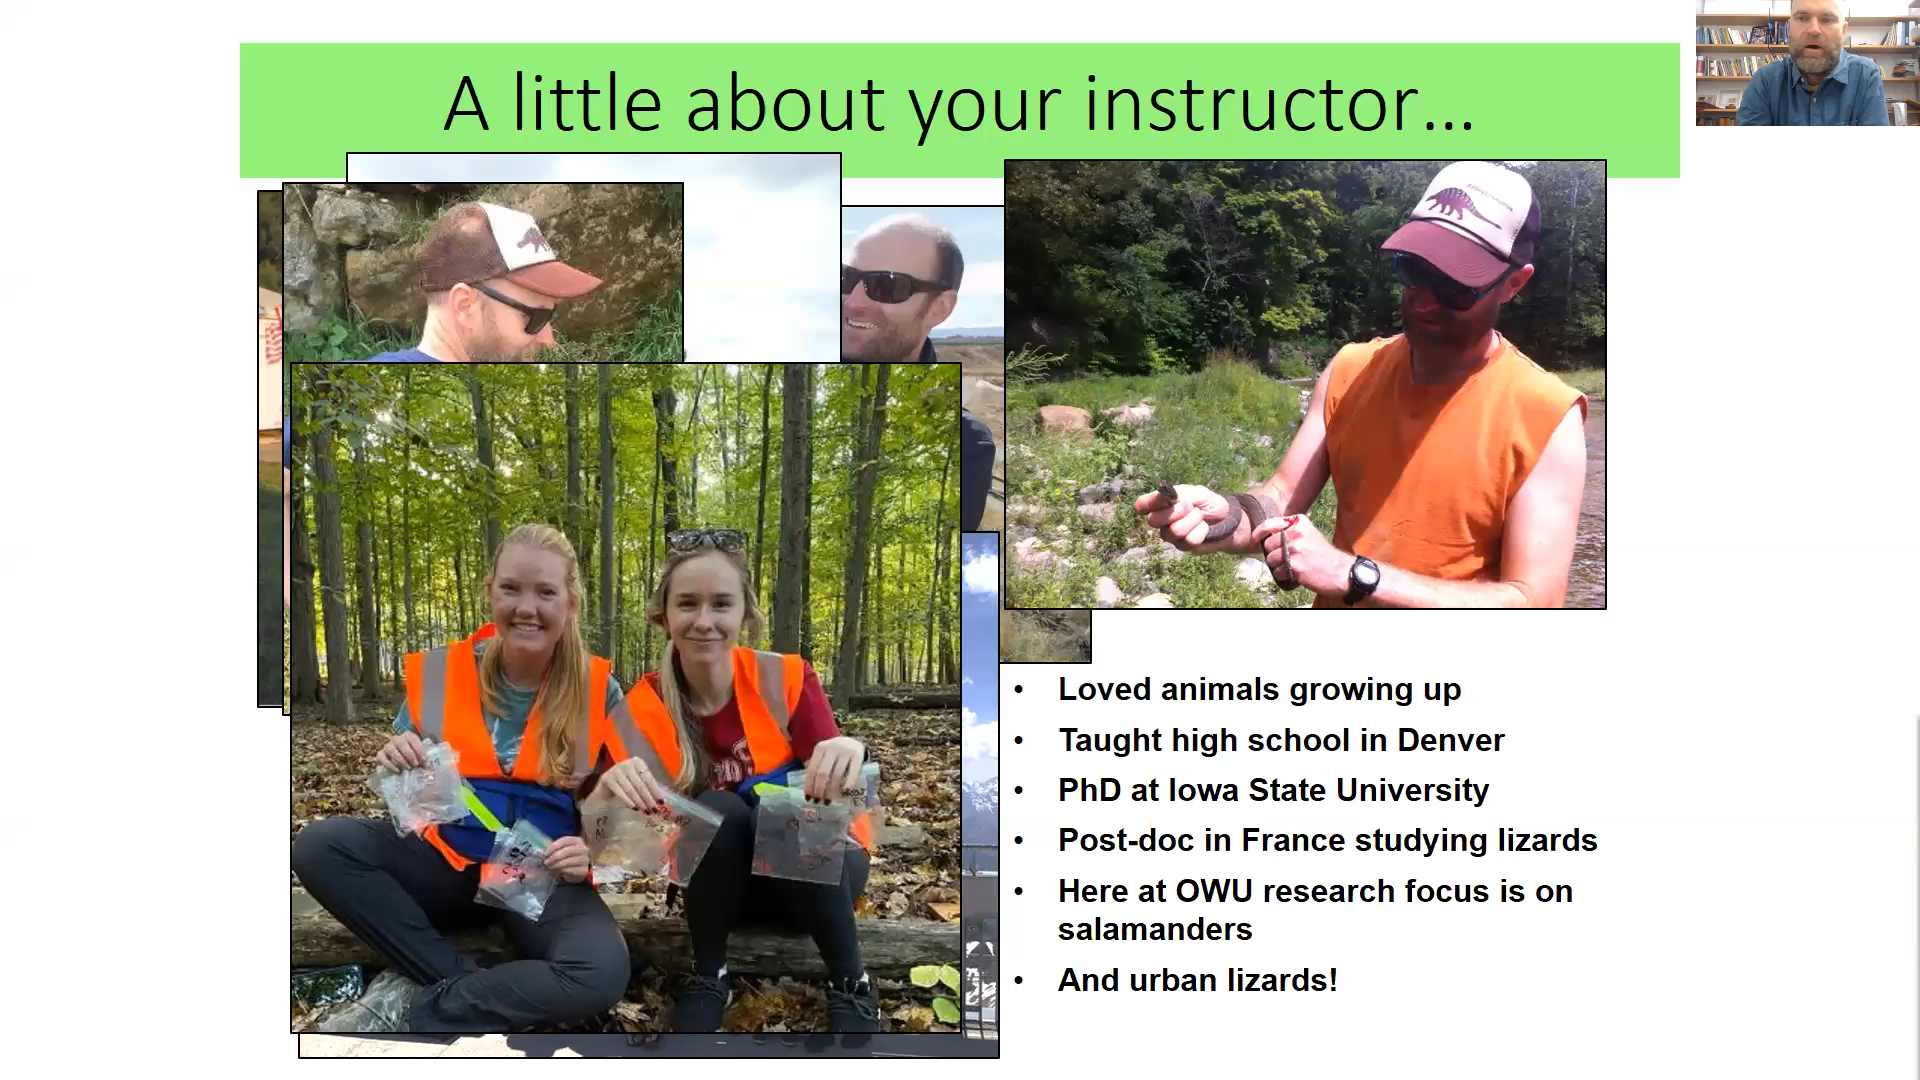 A little about your instructor...
• Loved animals growing up
• Taught high school in Denver
• PhD at Iowa State University
• Post-doc in France studying lizards
• Here at OWU research focus is on
salamanders
• And urban lizards!